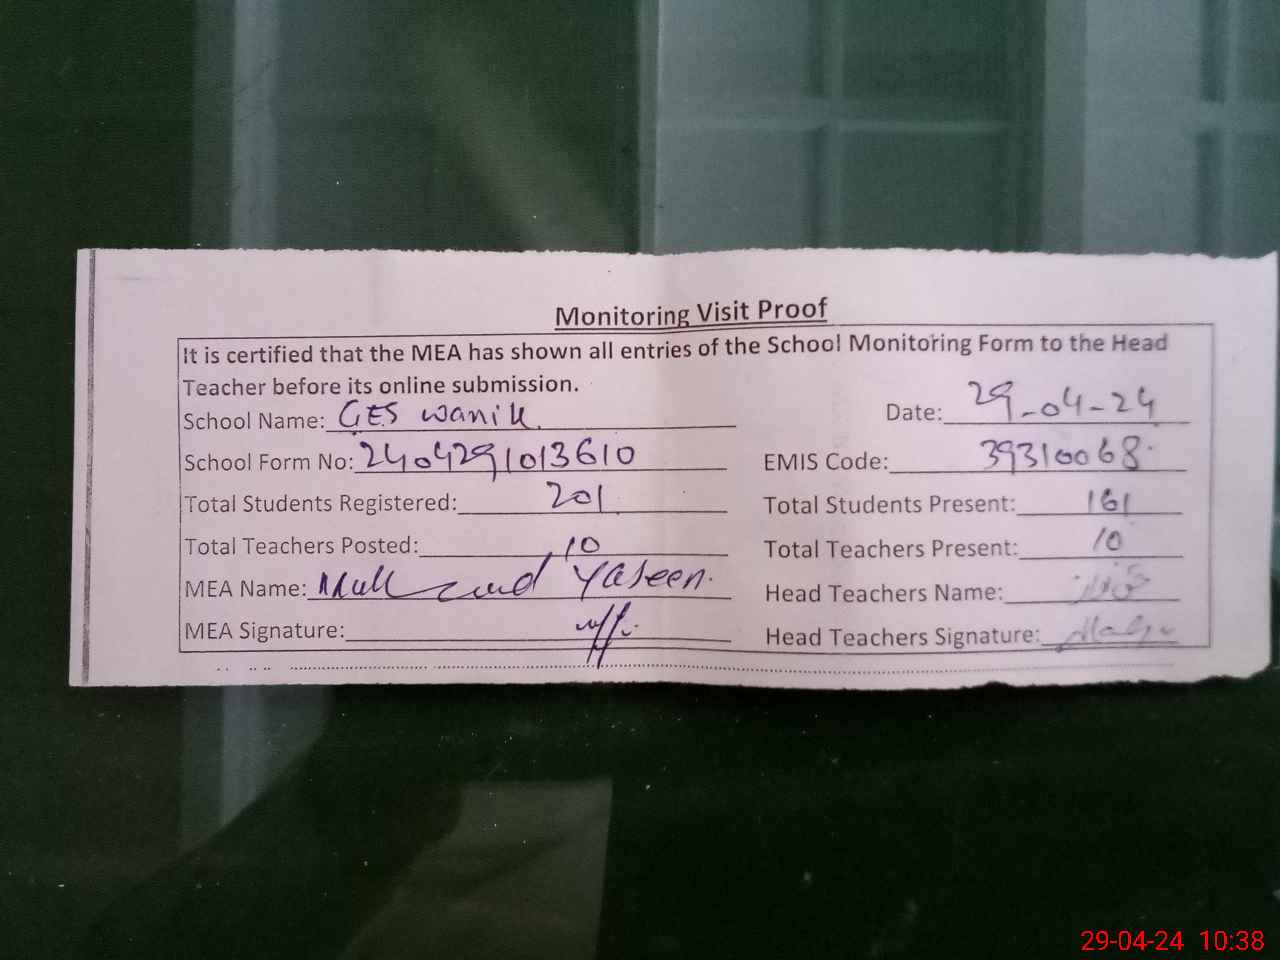 Monitoring Visit Proof
It is certified that the MEA has shown all entries of the School Monitoring Form to the Head
Teacher before its online submission.
School Name: GES Wanik Date: 29-04-24
School Form No: 2404291013610 EMIS Code: 39310068
Total Students Registered: 201 Total Students Present: 161
Total Teachers Posted: 10 Total Teachers Present: 10
MEA Name: Yaseen. Head Teachers Name:
MEA Signature: Head Teachers Signature:
29-04-24 10:38